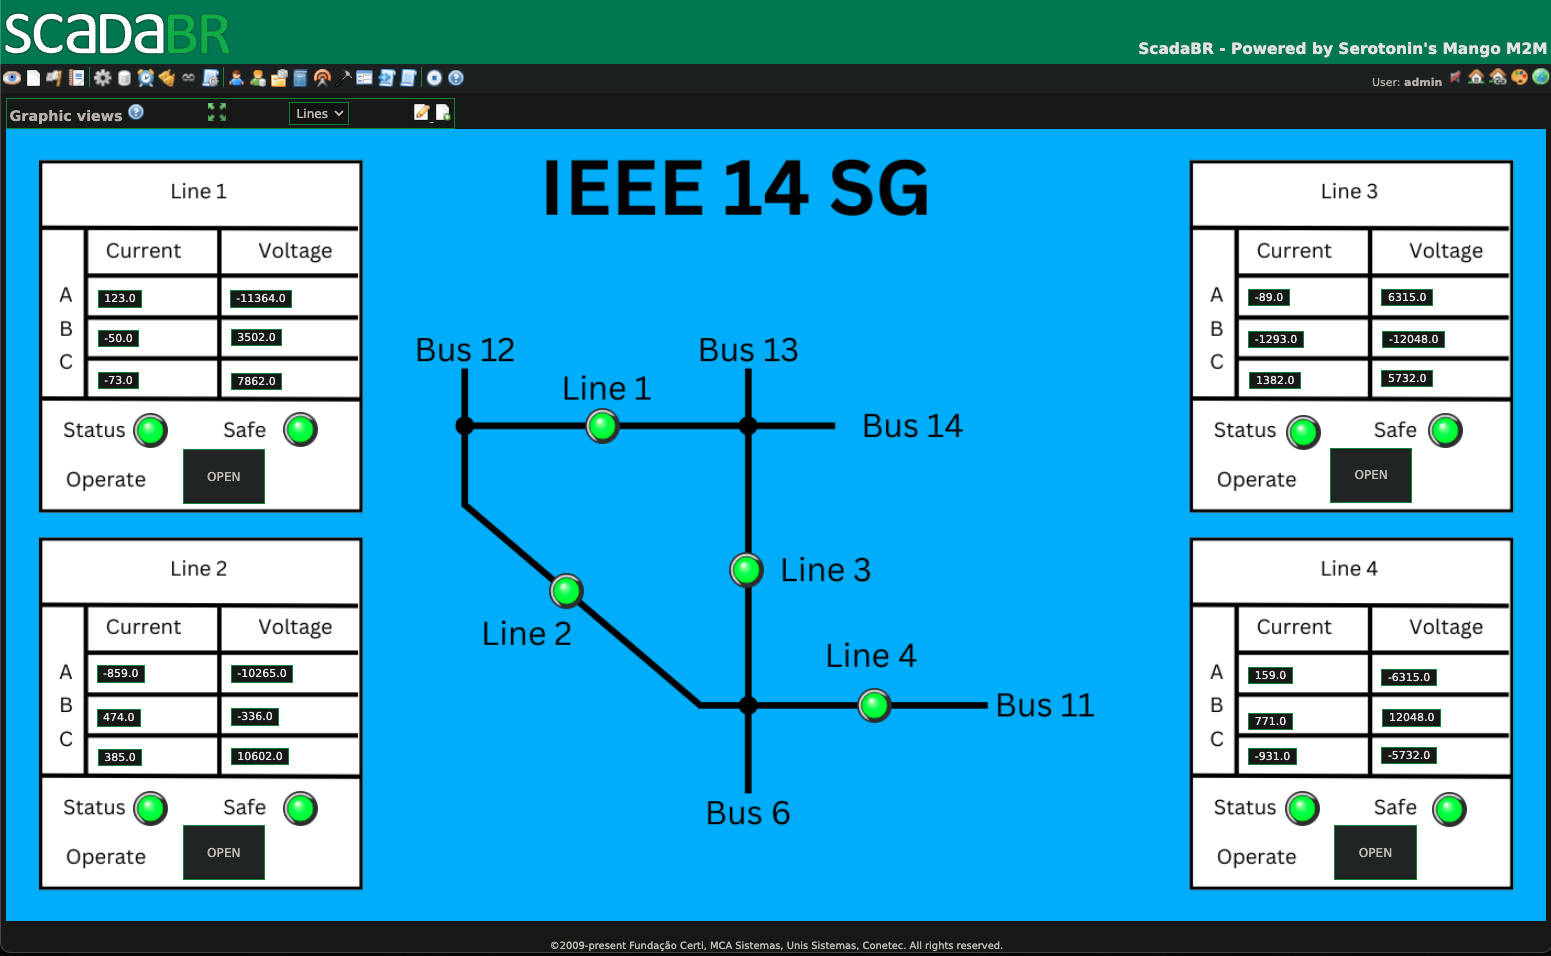 ScadaBR
ScadaBR - Powered by Serotonin's Mango M2M
User: admin
Graphic views
Lines
IEEE 14 SG
Line 1
Current Voltage
A 123.0 -11364.0
B -50.0 3502.0
C -73.0 7862.0
Status Safe
Operate OPEN
Line 2
Current Voltage
A -859.0 -10265.0
B 474.0 -336.0
C 385.0 10602.0
Status Safe
Operate OPEN
Bus 12
Bus 13
Line 1
Bus 14
Line 3
Line 2
Line 4
Bus 11
Bus 6
Line 3
Current Voltage
A -89.0 6315.0
B -1293.0 -12048.0
C 1382.0 5732.0
Status Safe
Operate OPEN
Line 4
Current Voltage
A 159.0 -6315.0
B 771.0 12048.0
C -931.0 -5732.0
Status Safe
Operate OPEN
©2009-present Fundação Certi, MCA Sistemas, Unis Sistemas, Conetec. All rights reserved.